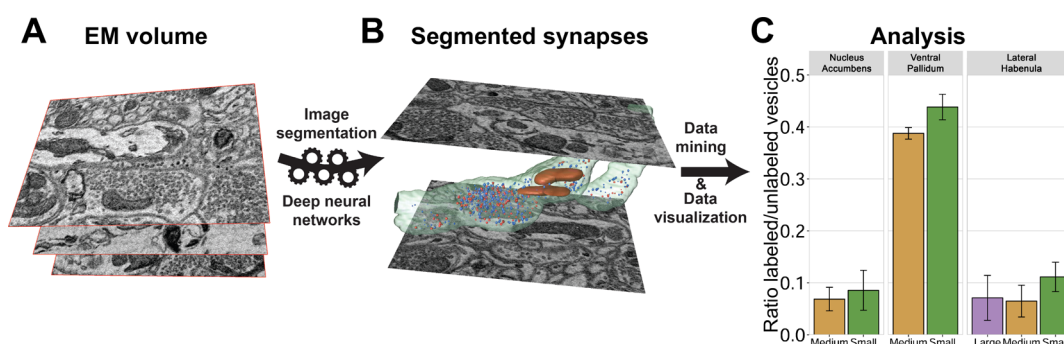 A EM volume
B Segmented synapses
C Analysis
Image
segmentation
Deep neural
networks
Data
mining
&
Data
visualization
Nucleus
Accumbens
Ventral
Pallidum
Lateral
Habenula
Ratio labeled/unlabeled vesicles
0.5
0.4
0.3
0.2
0.1
0.0
Medium Small
Medium Small
Large Medium Small